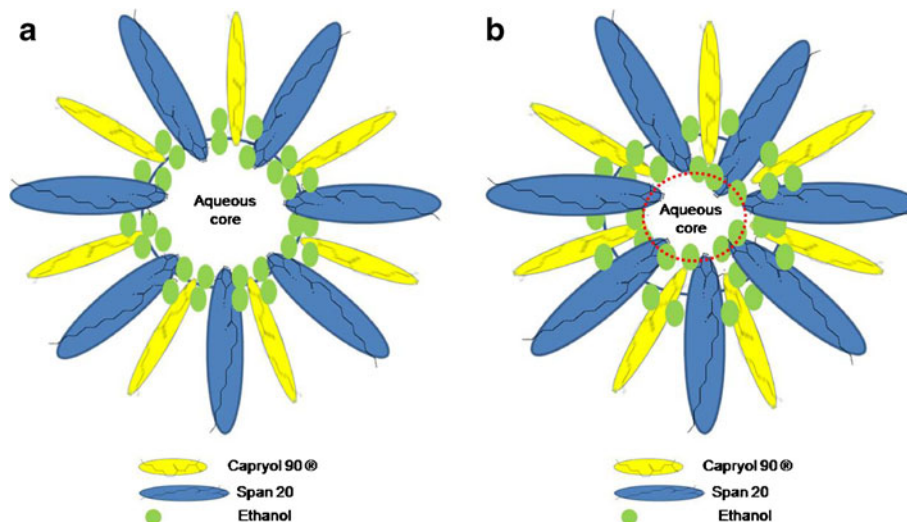 a
Aqueous
core
Capryol 90 ®
Span 20
Ethanol
b
Aqueous
core
Capryol 90 ®
Span 20
Ethanol